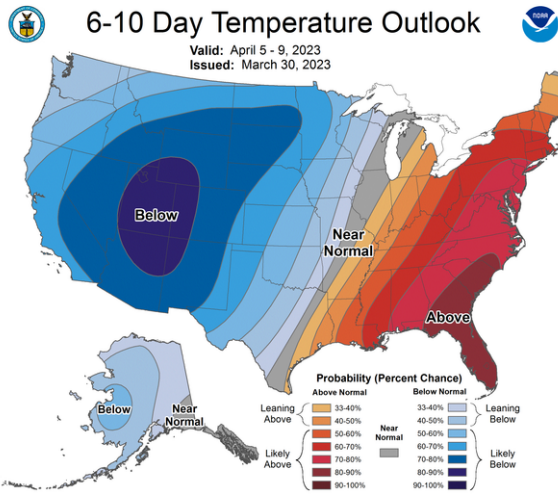 6-10 Day Temperature Outlook
Valid: April 5 - 9, 2023
Issued: March 30, 2023
NOAA
Below
Near
Normal
Above
Below
Near
Normal
Probability (Percent Chance)
Above Normal Below Normal
Leaning
Above
33-40% 33-40%
40-50% 40-50%
Leaning
Below
Likely
Above
50-60% 50-60%
60-70% 60-70%
70-80% 70-80%
80-90% 80-90%
90-100% 90-100%
Near
Normal
Likely
Below